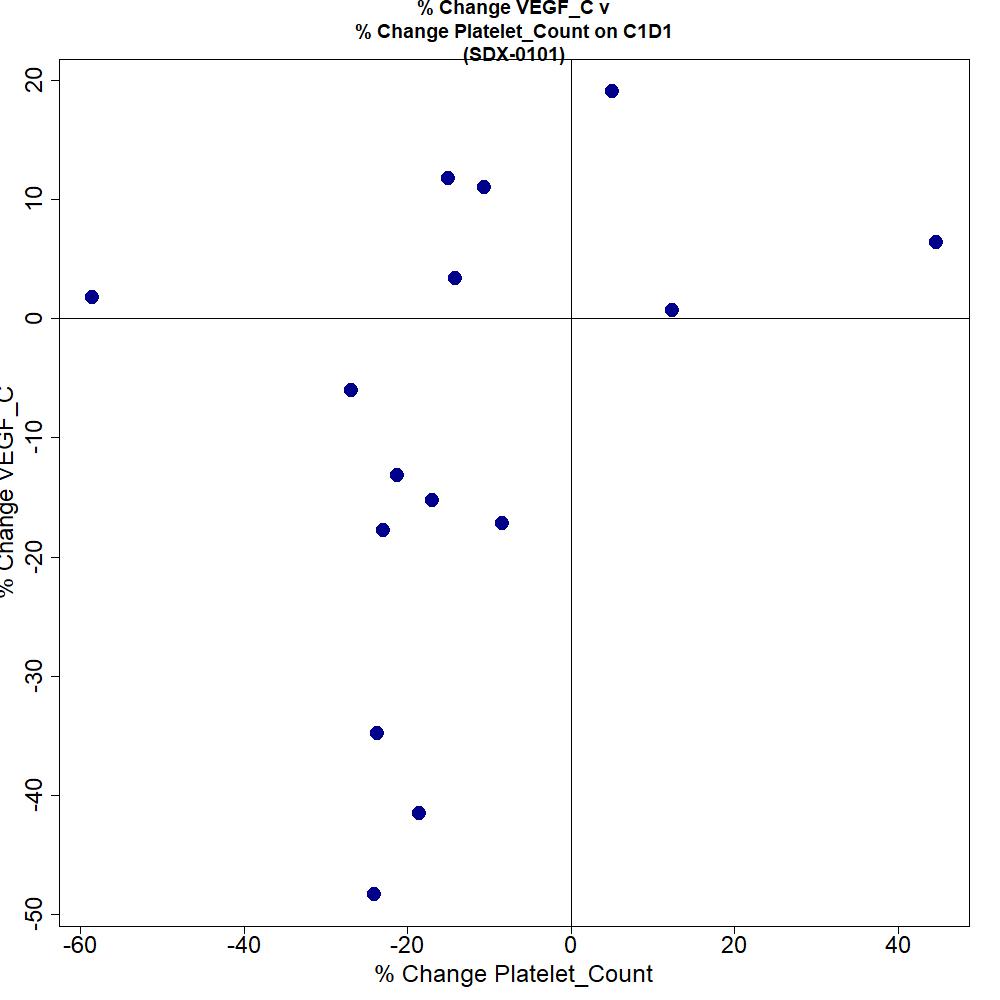 % Change VEGF_C v
% Change Platelet_Count on C1D1
(SDX-0101)
20
10
0
-10
-20
-30
-40
-50
% Change VEGF_C
-60
-40
-20
0
20
40
% Change Platelet_Count